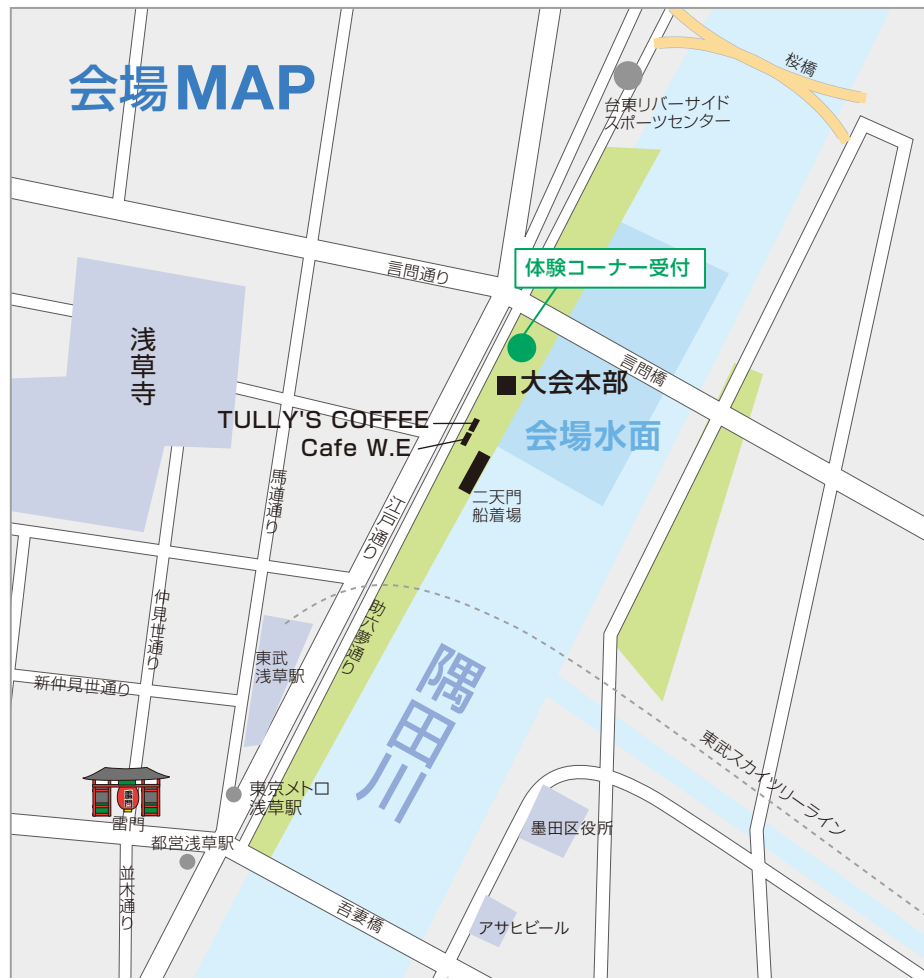 会場MAP
桜橋
台東リバーサイド
スポーツセンター
言問通り
体験コーナー受付
浅草寺
大会本部
言問橋
TULLY'S COFFEE
Cafe W.E
会場水面
馬道通り
江戸通り
二天門
船着場
仲見世通り
助六夢通り
東武
浅草駅
新仲見世通り
隅田川
東武スカイツリーライン
雷門
東京メトロ
浅草駅
雷門
都営浅草駅
墨田区役所
並木通り
吾妻橋
アサヒビール